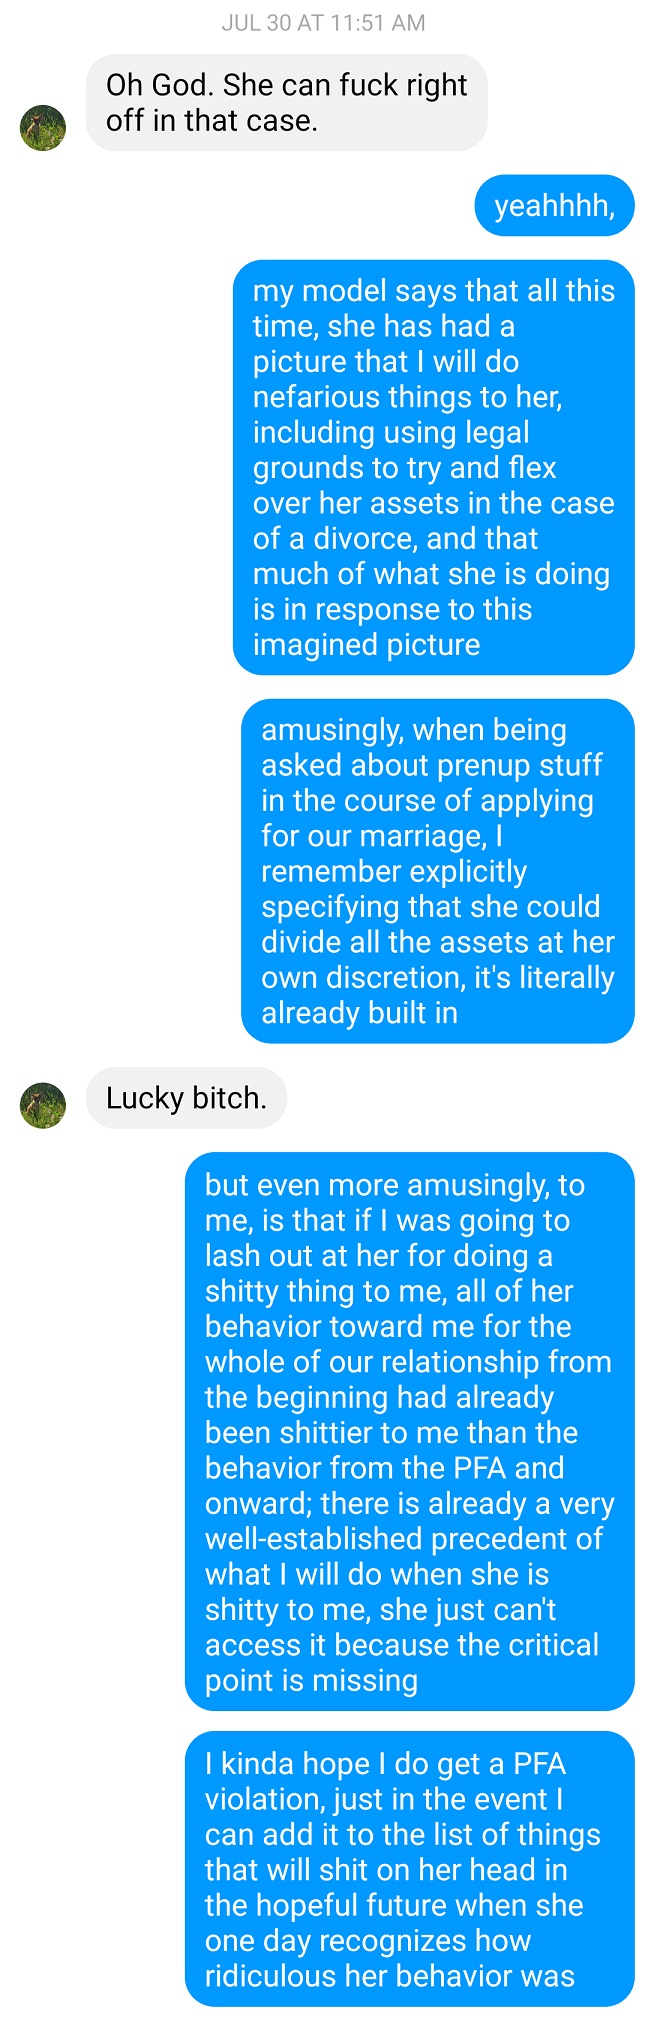 JUL 30 AT 11:51 AM
Oh God. She can fuck right
off in that case.
yeahhhh,
my model says that all this
time, she has had a
picture that I will do
nefarious things to her,
including using legal
grounds to try and flex
over her assets in the case
of a divorce, and that
much of what she is doing
is in response to this
imagined picture
amusingly, when being
asked about prenup stuff
in the course of applying
for our marriage, I
remember explicitly
specifying that she could
divide all the assets at her
own discretion, it's literally
already built in
Lucky bitch.
but even more amusingly, to
me, is that if I was going to
lash out at her for doing a
shitty thing to me, all of her
behavior toward me for the
whole of our relationship from
the beginning had already
been shittier to me than the
behavior from the PFA and
onward; there is already a very
well-established precedent of
what I will do when she is
shitty to me, she just can't
access it because the critical
point is missing
I kinda hope I do get a PFA
violation, just in the event I
can add it to the list of things
that will shit on her head in
the hopeful future when she
one day recognizes how
ridiculous her behavior was